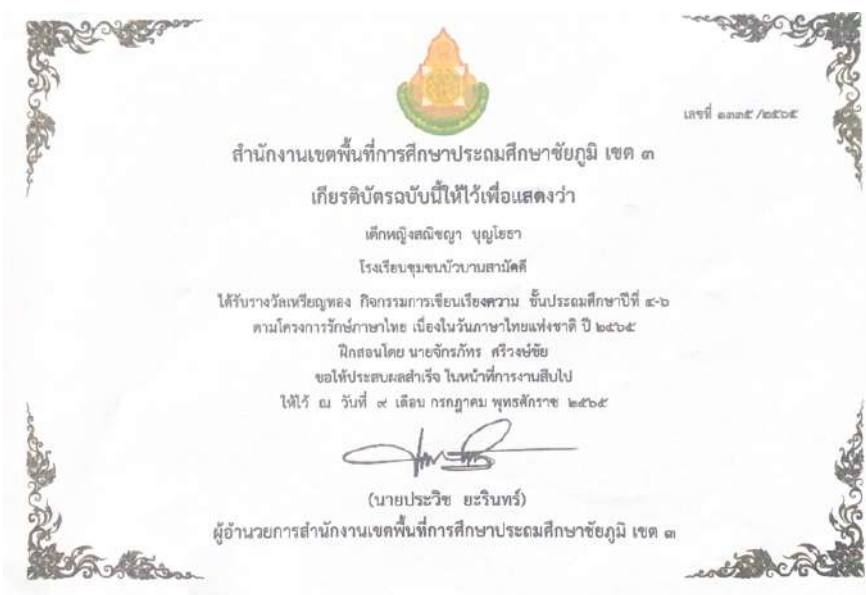 เลขที่ ๑๓๓๕ /๒๕๖๕
สำนักงานเขตพื้นที่การศึกษาประถมศึกษาชัยภูมิ เขต ๓
เกียรติบัตรฉบับนี้ให้ไว้เพื่อแสดงว่า
เด็กหญิงสณิชญา บุญโยธา
โรงเรียนชุมชนบัวบานสามัคคี
ได้รับรางวัลเหรียญทอง กิจกรรมการเขียนเรียงความ ชั้นประถมศึกษาปีที่ ๔-๖
ตามโครงการรักษ์ภาษาไทย เนื่องในวันภาษาไทยแห่งชาติ ปี ๒๕๖๕
ฝึกสอนโดย นายจักรภัทร ศรีวงษ์ชัย
ขอให้ประสบผลสำเร็จ ในหน้าที่การงานสืบไป
ให้ไว้ ณ วันที่ ๙ เดือน กรกฎาคม พุทธศักราช ๒๕๖๕
(นายประวิช ยะรินทร์)
ผู้อำนวยการสำนักงานเขตพื้นที่การศึกษาประถมศึกษาชัยภูมิ เขต ๓